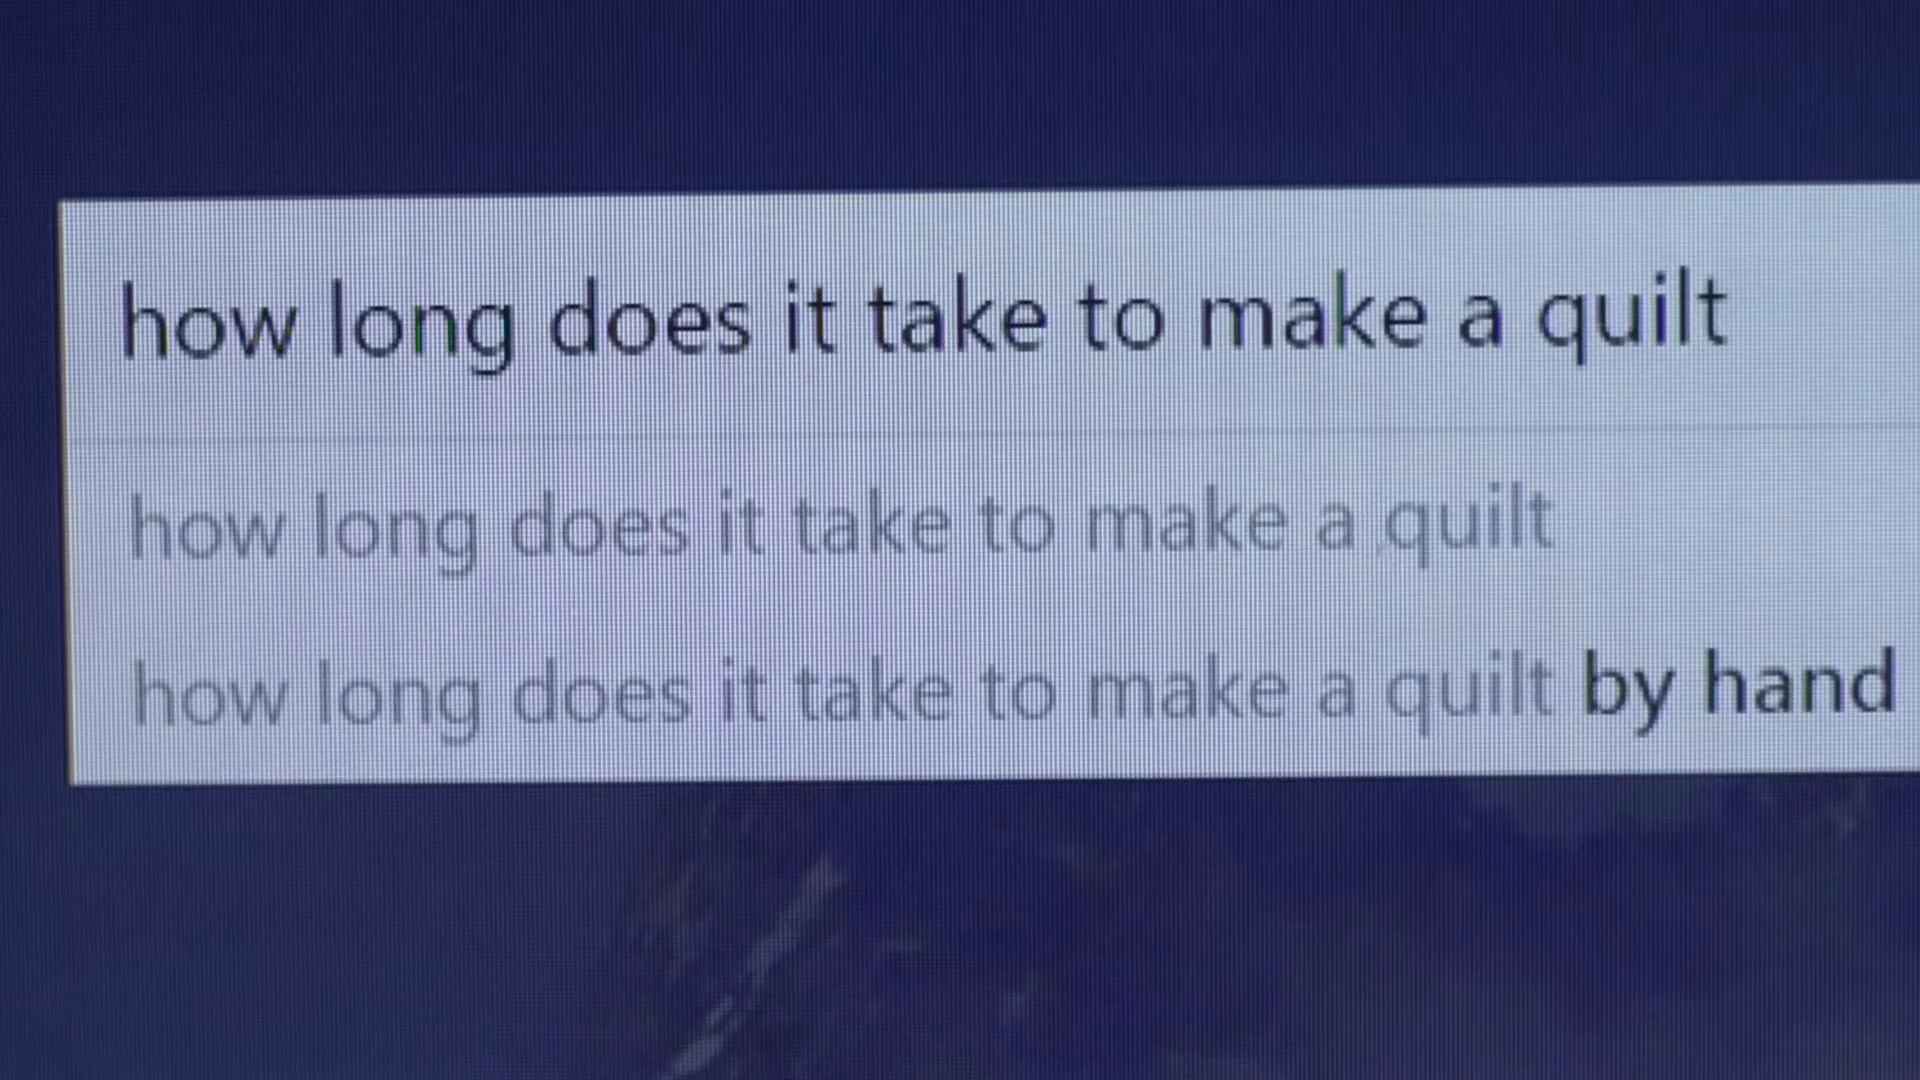 how long does it take to make a quilt
how long does it take to make a quilt
how long does it take to make a quilt by hand